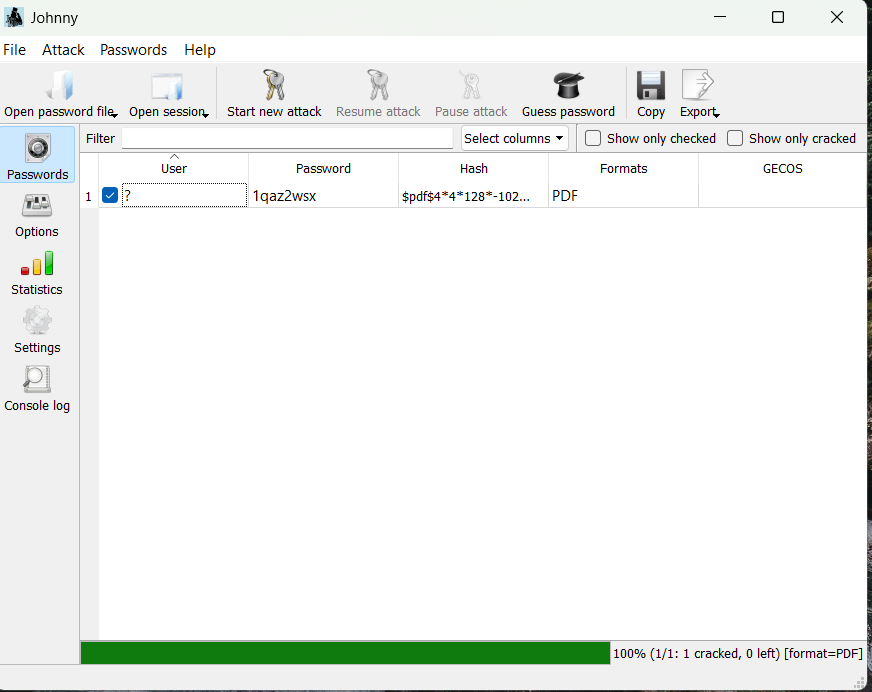 Johnny
File Attack Passwords Help
Open password file Open session Start new attack Resume attack Pause attack Guess password Copy Export
Passwords
Options
Statistics
Settings
Console log
Filter Select columns Show only checked Show only cracked
User Password Hash Formats GECOS
1 ? 1qaz2wsx $pdf$4*4*128*-102... PDF
100% (1/1: 1 cracked, 0 left) [format=PDF]